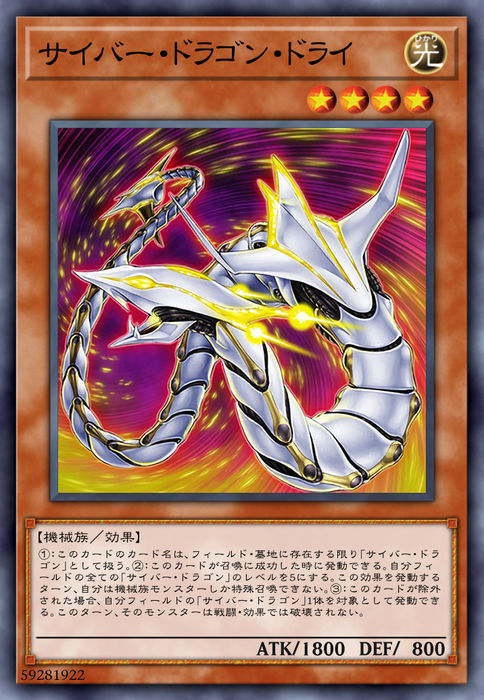 サイバー・ドラゴン・ドライ
ひかり
光
【機械族／効果】
①:このカードのカード名は、フィールド・墓地に存在する限り「サイバー・ドラ
ゴン」として扱う。②:このカードが召喚に成功した時に発動できる。自分フィ
ールドの全ての「サイバー・ドラゴン」のレベルを5にする。この効果を発動する
ターン、自分は機械族モンスターしか特殊召喚できない。③:このカードが除外
された場合、自分フィールドの「サイバー・ドラゴン」1体を対象として発動でき
る。このターン、そのモンスターは戦闘・効果では破壊されない。
ATK/1800 DEF/ 800
59281922